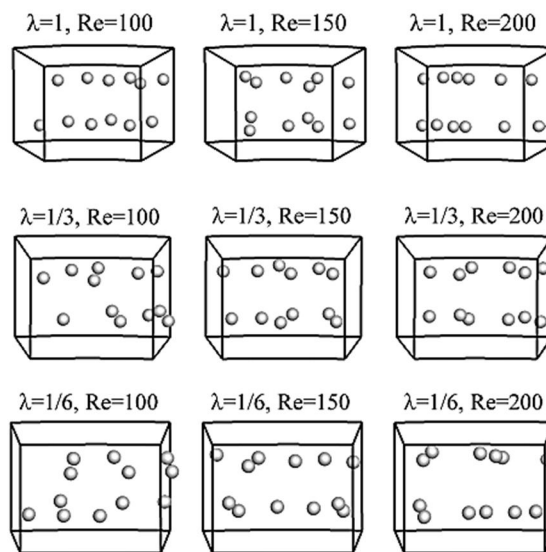 λ=1, Re=100 λ=1, Re=150 λ=1, Re=200
λ=1/3, Re=100 λ=1/3, Re=150 λ=1/3, Re=200
λ=1/6, Re=100 λ=1/6, Re=150 λ=1/6, Re=200